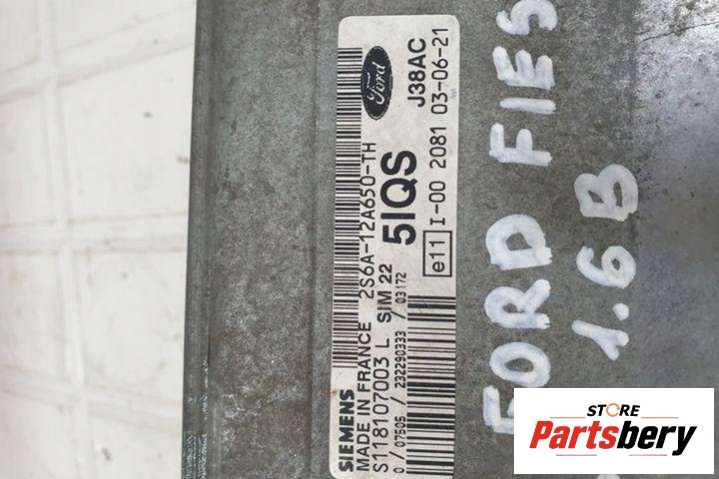 SIEMENS
MADE IN FRANCE 2S6A-12A650-TH
S118107003 L SIM 22 5IQS
0 / 07505 / 232290333 / 03172
Ford
J38AC
e11 I-00 2081 03-06-21
FORD FIES
1.6 B
STORE
Partsbery